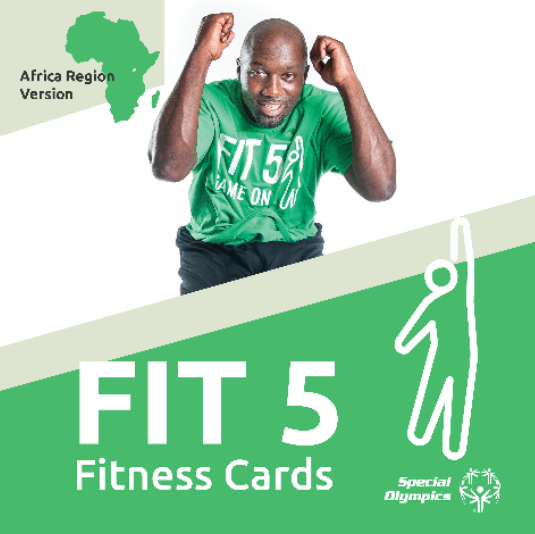 Africa Region
Version
FIT 5
GAME ON
FIT 5
Fitness Cards
Special
Olympics